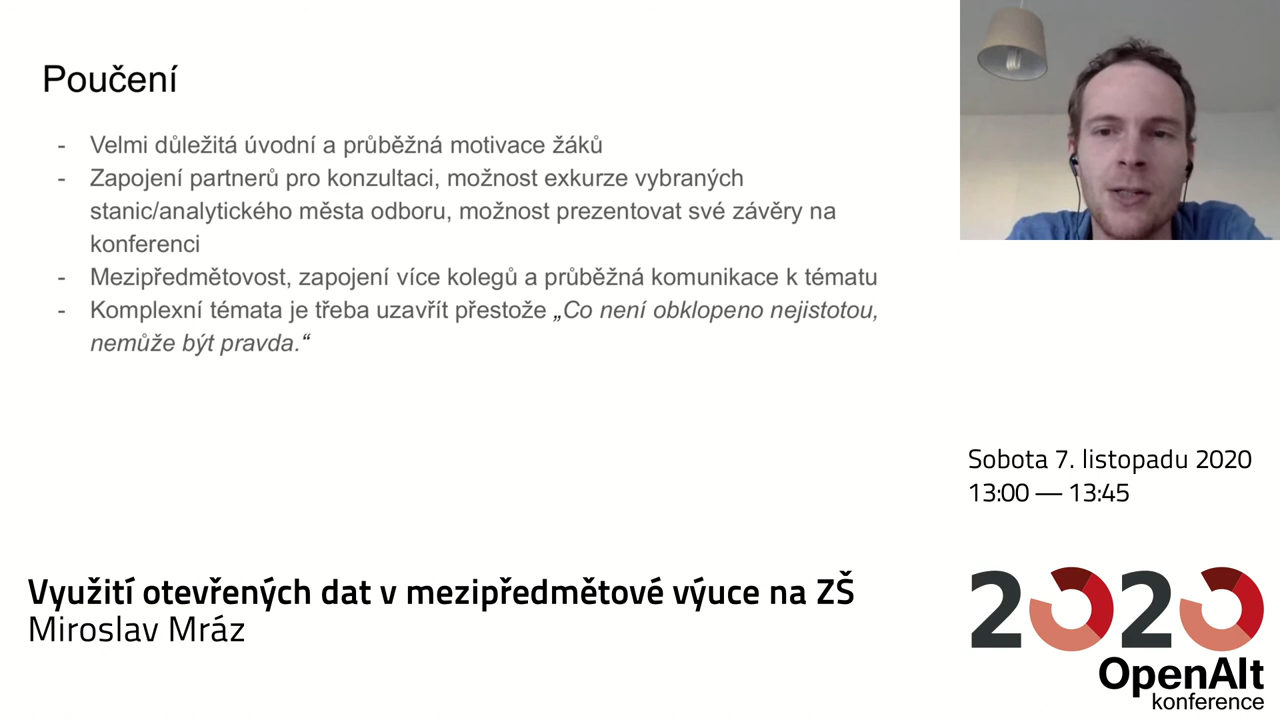 Poučení
- Velmi důležitá úvodní a průběžná motivace žáků
- Zapojení partnerů pro konzultaci, možnost exkurze vybraných
stanic/analytického města odboru, možnost prezentovat své závěry na
konferenci
- Mezipředmětovost, zapojení více kolegů a průběžná komunikace k tématu
- Komplexní témata je třeba uzavřít přestože „Co není obklopeno nejistotou,
nemůže být pravda.“
Sobota 7. listopadu 2020
13:00 — 13:45
Využití otevřených dat v mezipředmětové výuce na ZŠ
Miroslav Mráz
2020
OpenAlt
konference